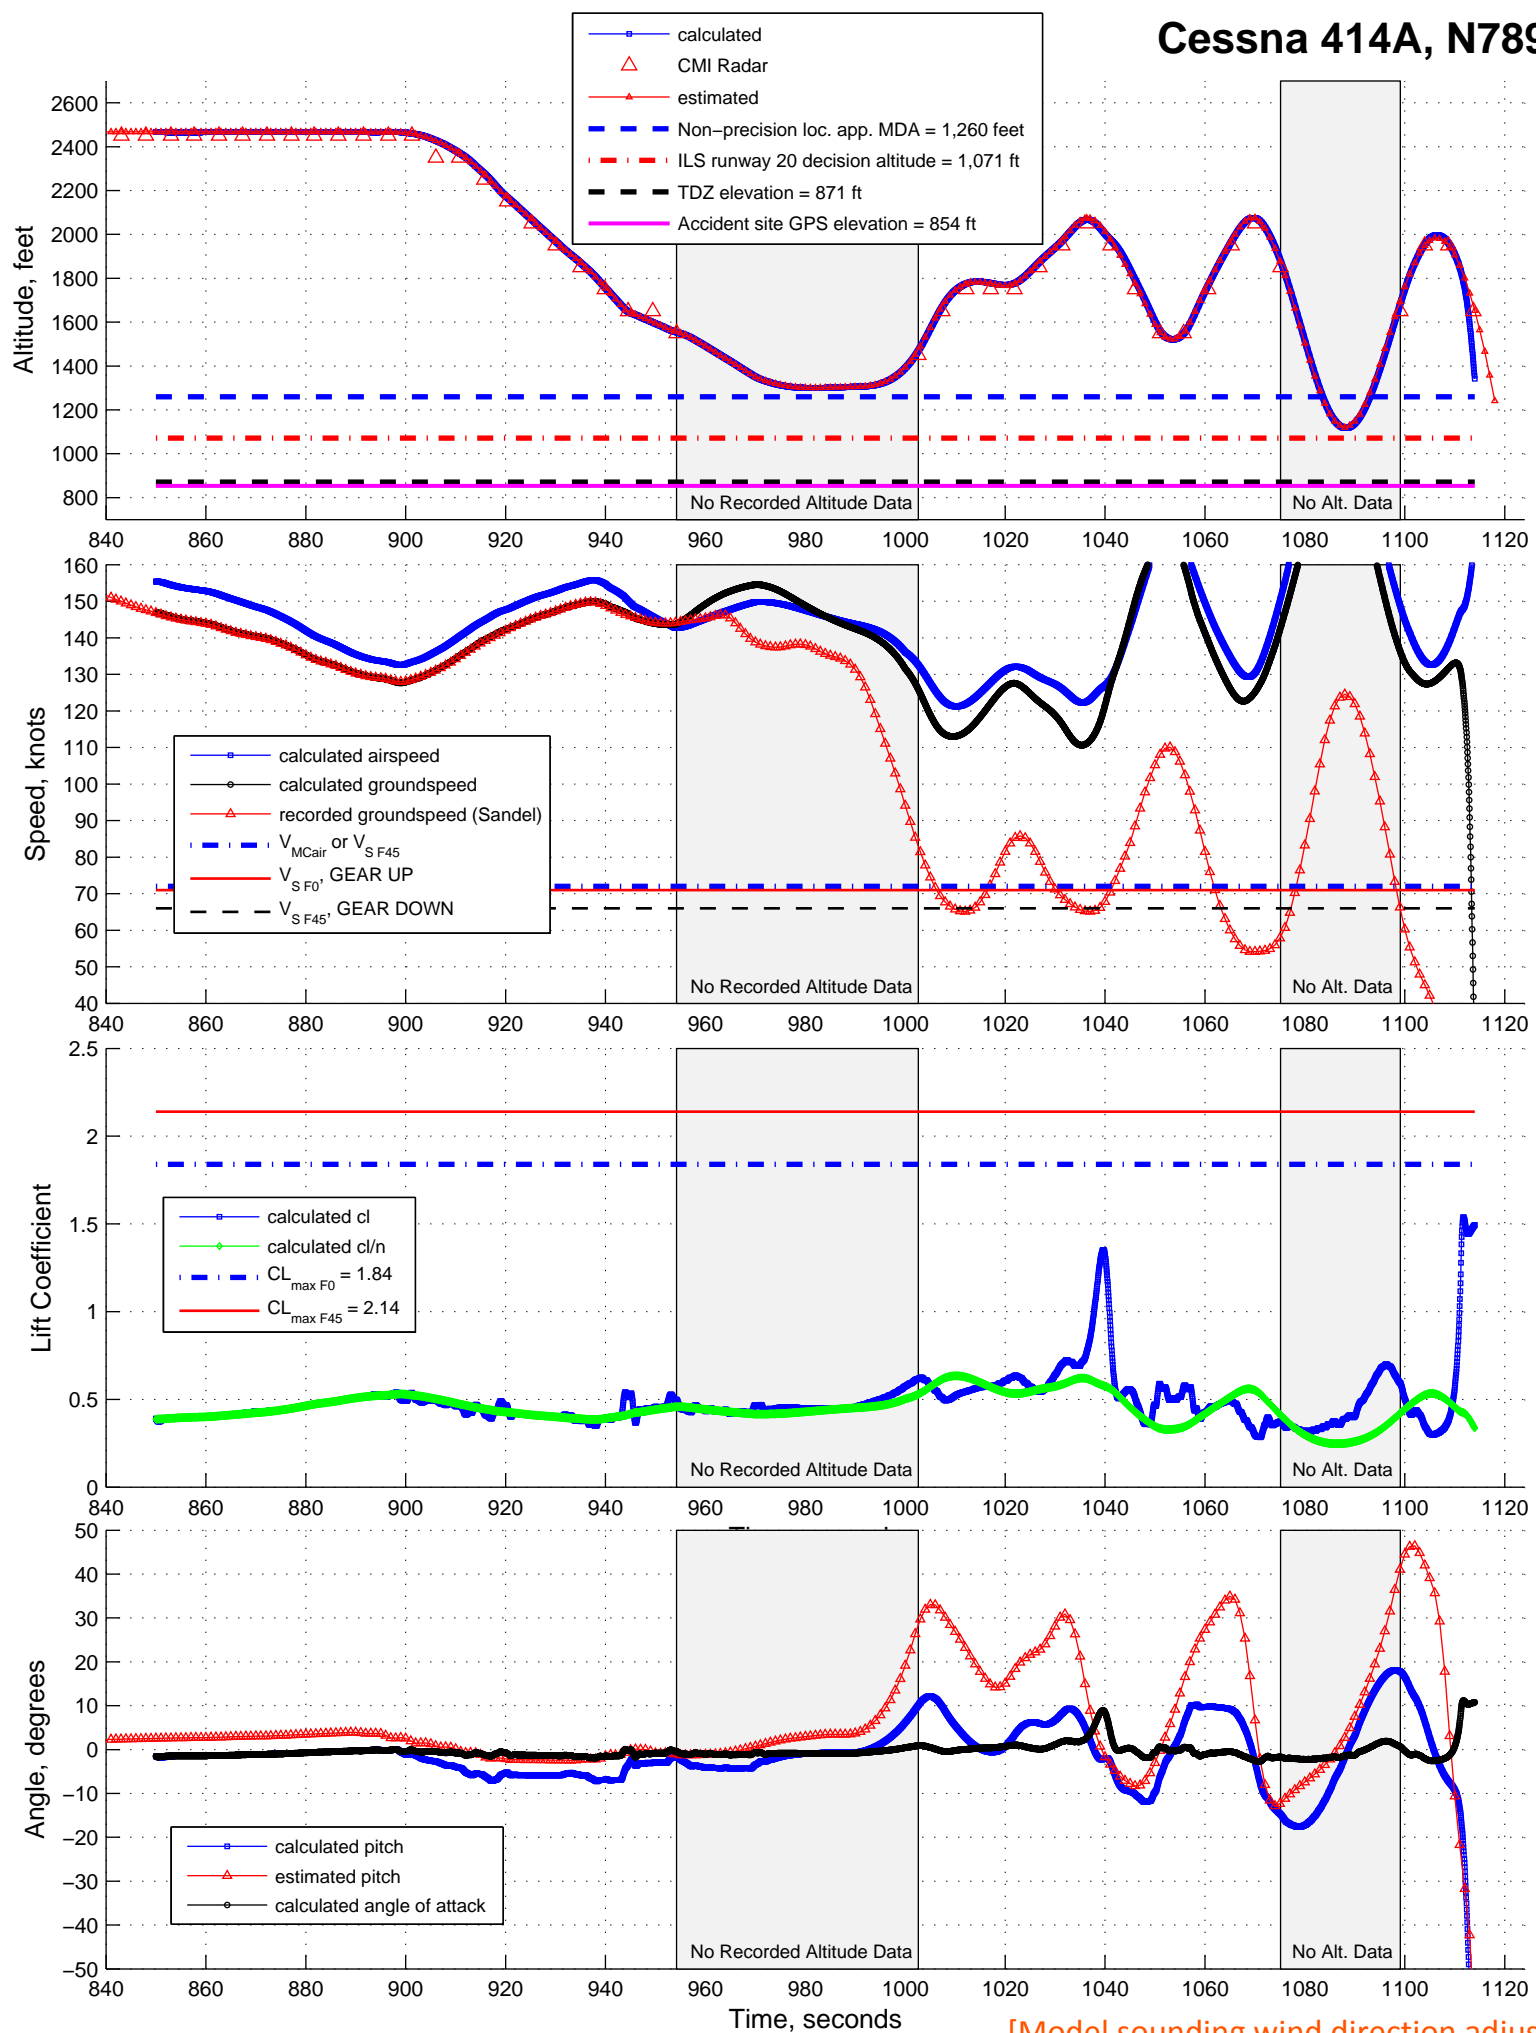 Cessna 414A, N789
calculated
CMI Radar
estimated
Non−precision loc. app. MDA = 1,260 feet
ILS runway 20 decision altitude = 1,071 ft
TDZ elevation = 871 ft
Accident site GPS elevation = 854 ft
Altitude, feet
2600
2400
2200
2000
1800
1600
1400
1200
1000
800
No Recorded Altitude Data
No Alt. Data
840 860 880 900 920 940 960 980 1000 1020 1040 1060 1080 1100 1120
Speed, knots
160
150
140
130
120
110
100
90
80
70
60
50
40
calculated airspeed
calculated groundspeed
recorded groundspeed (Sandel)
V MCair or V S F45
V S F0, GEAR UP
V S F45, GEAR DOWN
No Recorded Altitude Data
No Alt. Data
840 860 880 900 920 940 960 980 1000 1020 1040 1060 1080 1100 1120
Lift Coefficient
2.5
2
1.5
1
0.5
0
calculated cl
calculated cl/n
CL max F0 = 1.84
CL max F45 = 2.14
No Recorded Altitude Data
No Alt. Data
840 860 880 900 920 940 960 980 1000 1020 1040 1060 1080 1100 1120
Angle, degrees
50
40
30
20
10
0
−10
−20
−30
−40
−50
calculated pitch
estimated pitch
calculated angle of attack
No Recorded Altitude Data
No Alt. Data
840 860 880 900 920 940 960 980 1000 1020 1040 1060 1080 1100 1120
Time, seconds
[Model sounding wind direction adjus